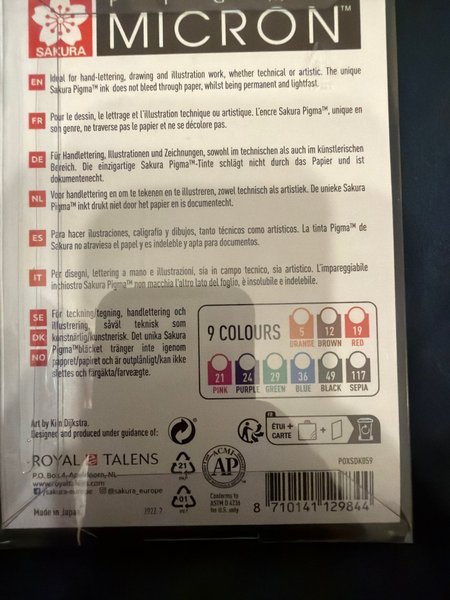 SAKURA
MICRON™
EN Ideal for hand-lettering, drawing and illustration work, whether technical or artistic. The unique
Sakura Pigma™ ink does not bleed through paper, whilst being permanent and lightfast.
FR Pour le dessin, le lettrage et l'illustration technique ou artistique. L'encre Sakura Pigma™, unique en
son genre, ne traverse pas le papier et ne se décolore pas.
DE Für Handlettering, Illustrationen und Zeichnungen, sowohl im technischen als auch im künstlerischen
Bereich. Die einzigartige Sakura Pigma™-Tinte schlägt nicht durch das Papier und ist
dokumentenecht.
NL Voor handlettering en om te tekenen en te illustreren, zowel technisch als artistiek. De unieke Sakura
Pigma™ inkt drukt niet door het papier en is documentecht.
ES Para hacer ilustraciones, caligrafía y dibujos, tanto técnicos como artísticos. La tinta Pigma™ de
Sakura no atraviesa el papel y es indeleble y apta para documentos.
IT Per disegni, lettering a mano e illustrazioni, sia in campo tecnico, sia artistico. L'impareggiabile
inchiostro Sakura Pigma™ non macchia l'altro lato del foglio, è insolubile e indelebile.
SE DK NO
För teckning/tegning, handlettering och
illustrering, såväl teknisk som
konstnärlig/kunstnerisk. Det unika Sakura
Pigma™bläcket tränger inte igenom
pappret/papiret och är outplånligt/kan ikke
slettes och färgäkta/farveægte.
9 COLOURS
5 12 19
ORANGE BROWN RED
21 24 29 36 49 117
PINK PURPLE GREEN BLUE BLACK SEPIA
Art by Kim Dijkstra.
Designed and produced under guidance of:
ROYAL TALENS
P.O. Box 4, Apeldoorn, NL
www.royaltalens.com
/sakura-europe @sakura_europe
Made in Japan.
1922.7
21
PAP
01
PET
ACMI
AP
Conforms to
ASTM D 4236
for U.S. only
FR
ÉTUI +
CARTE
+
POXSDKB59
8 710141 129844